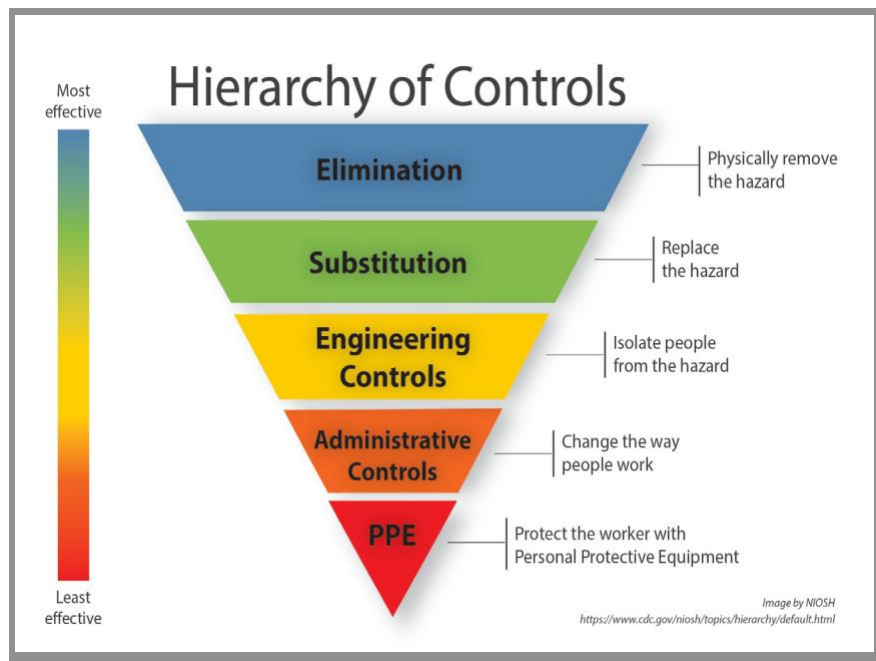 Hierarchy of Controls
Most
effective
Elimination
Physically remove
the hazard
Substitution
Replace
the hazard
Engineering
Controls
Isolate people
from the hazard
Administrative
Controls
Change the way
people work
PPE
Protect the worker with
Personal Protective Equipment
Least
effective
Image by NIOSH
https://www.cdc.gov/niosh/topics/hierarchy/default.html